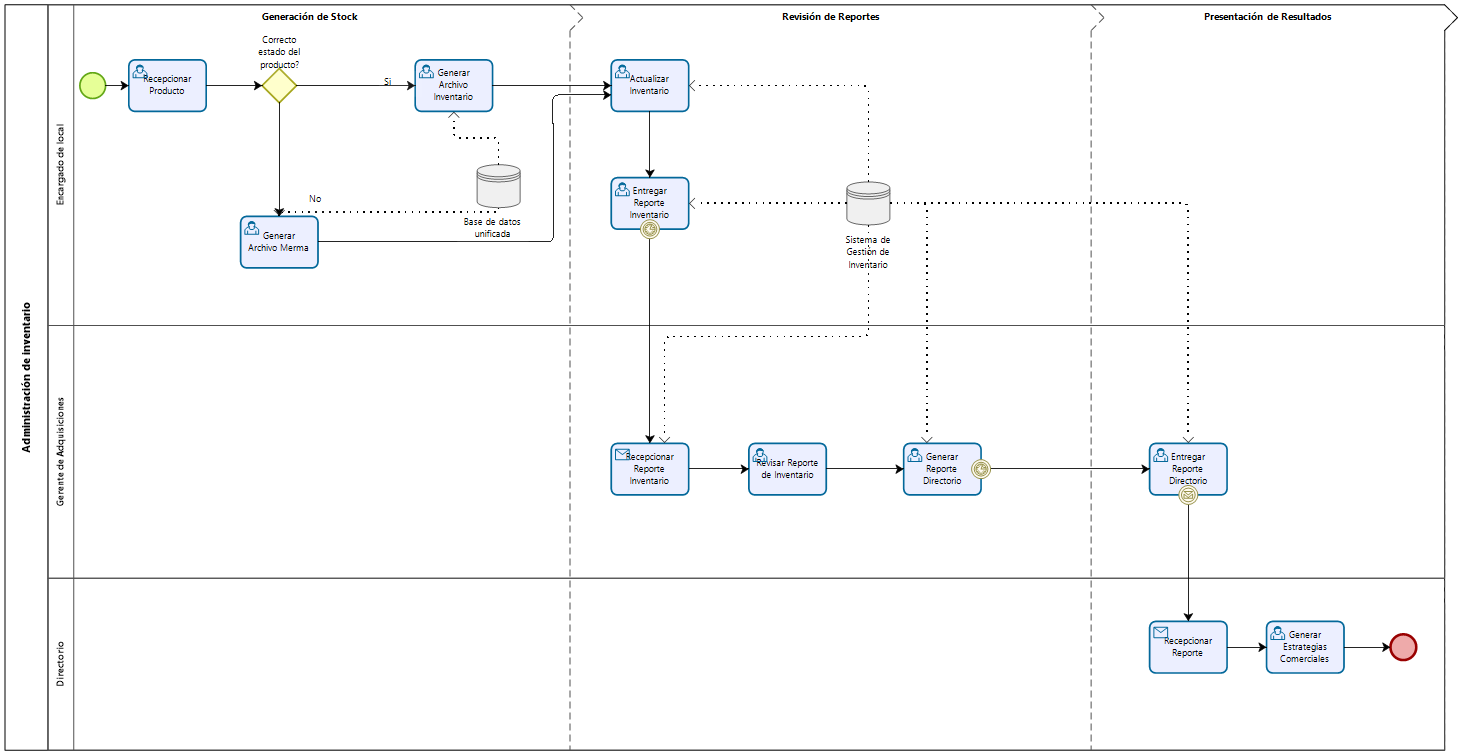 Generación de Stock
Revisión de Reportes
Presentación de Resultados
Administración de inventario
Encargado de local
Correcto
estado del
producto?
Recepcionar
Producto
Si
Generar
Archivo
Inventario
Actualizar
Inventario
No
Generar
Archivo Merma
Base de datos
unificada
Entregar
Reporte
Inventario
Sistema de
Gestión de
Inventario
Gerente de Adquisiciones
Recepcionar
Reporte
Inventario
Revisar Reporte
de Inventario
Generar
Reporte
Directorio
Entregar
Reporte
Directorio
Directorio
Recepcionar
Reporte
Generar
Estrategias
Comerciales